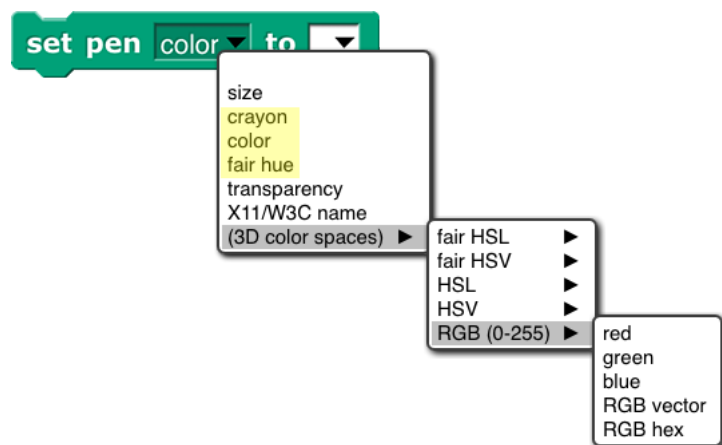 set pen color to
size
crayon
color
fair hue
transparency
X11/W3C name
(3D color spaces)
fair HSL
fair HSV
HSL
HSV
RGB (0-255)
red
green
blue
RGB vector
RGB hex